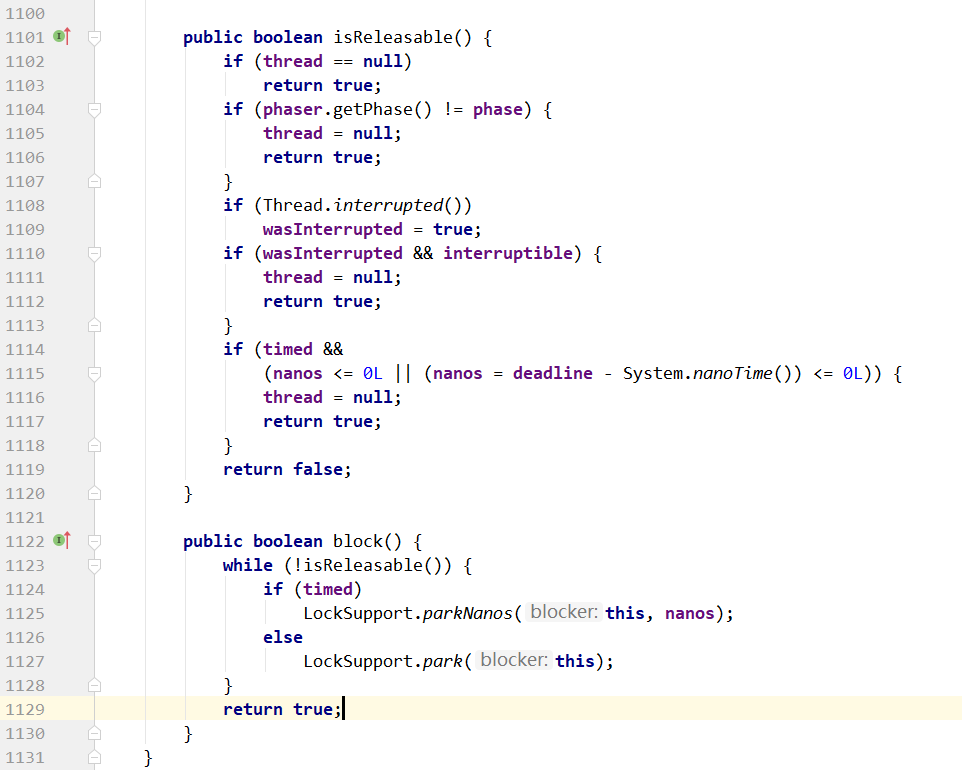 1100
1101 public boolean isReleasable() {
1102 if (thread == null)
1103 return true;
1104 if (phaser.getPhase() != phase) {
1105 thread = null;
1106 return true;
1107 }
1108 if (Thread.interrupted())
1109 wasInterrupted = true;
1110 if (wasInterrupted && interruptible) {
1111 thread = null;
1112 return true;
1113 }
1114 if (timed &&
1115 (nanos <= 0L || (nanos = deadline - System.nanoTime()) <= 0L)) {
1116 thread = null;
1117 return true;
1118 }
1119 return false;
1120 }
1121
1122 public boolean block() {
1123 while (!isReleasable()) {
1124 if (timed)
1125 LockSupport.parkNanos( blocker: this, nanos);
1126 else
1127 LockSupport.park( blocker: this);
1128 }
1129 return true;
1130 }
1131 }